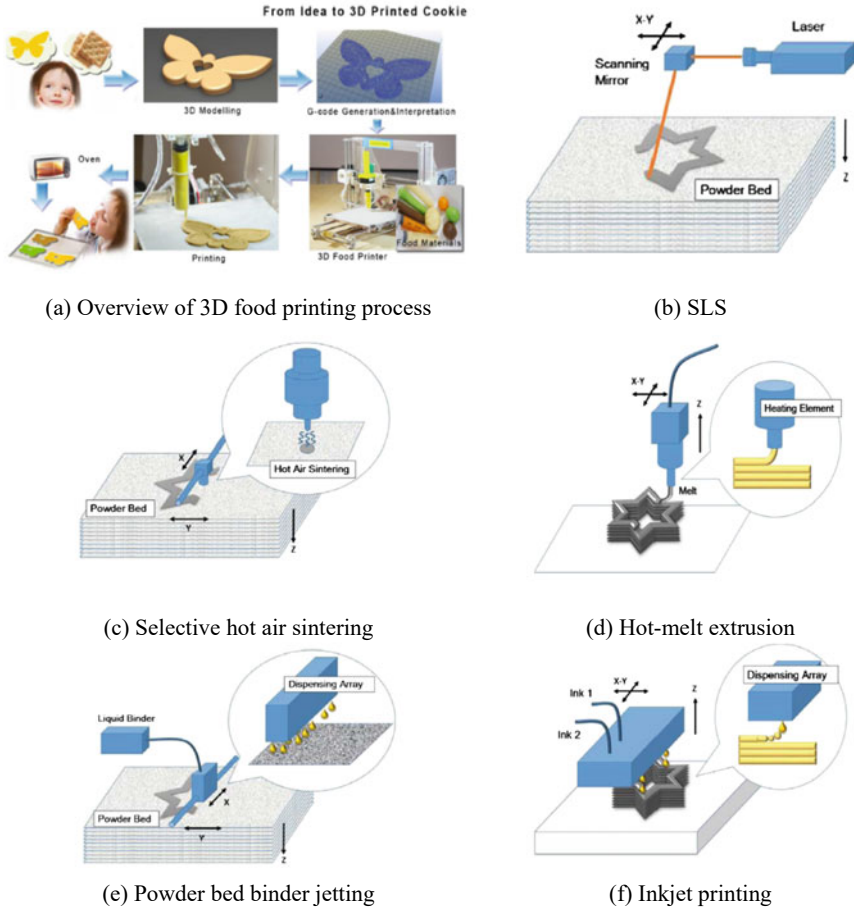 From Idea to 3D Printed Cookie
3D Modelling
G-code Generation&Interpretation
Oven
Printing
3D Food Printer
Food Materials
(a) Overview of 3D food printing process
X-Y
Laser
Scanning
Mirror
Powder Bed
Z
(b) SLS
X
Hot Air Sintering
Powder Bed
Y
Z
(c) Selective hot air sintering
X-Y
Z
Heating Element
Melt
(d) Hot-melt extrusion
Dispensing Array
Liquid Binder
X
Powder Bed
Y
Z
(e) Powder bed binder jetting
Ink 1
X-Y
Z
Dispensing Array
Ink 2
(f) Inkjet printing